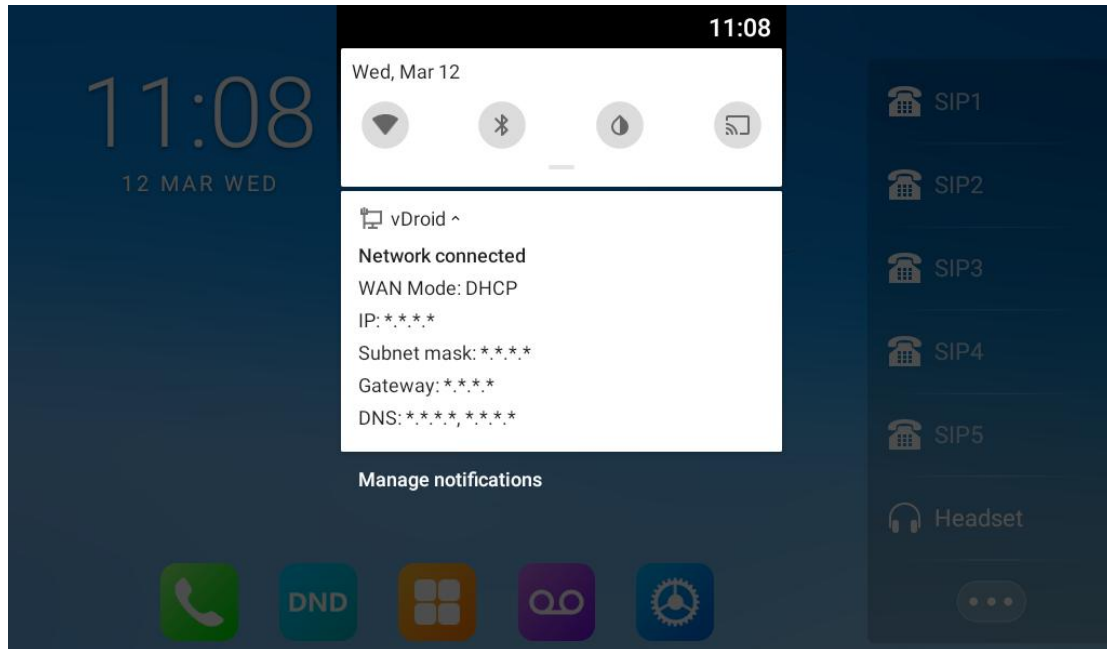 11:08
Wed, Mar 12
11:08
12 MAR WED
vDroid
Network connected
WAN Mode: DHCP
IP: *.*.*.*
Subnet mask: *.*.*.*
Gateway: *.*.*.*
DNS: *.*.*.*, *.*.*.*
Manage notifications
SIP1
SIP2
SIP3
SIP4
SIP5
Headset
DND